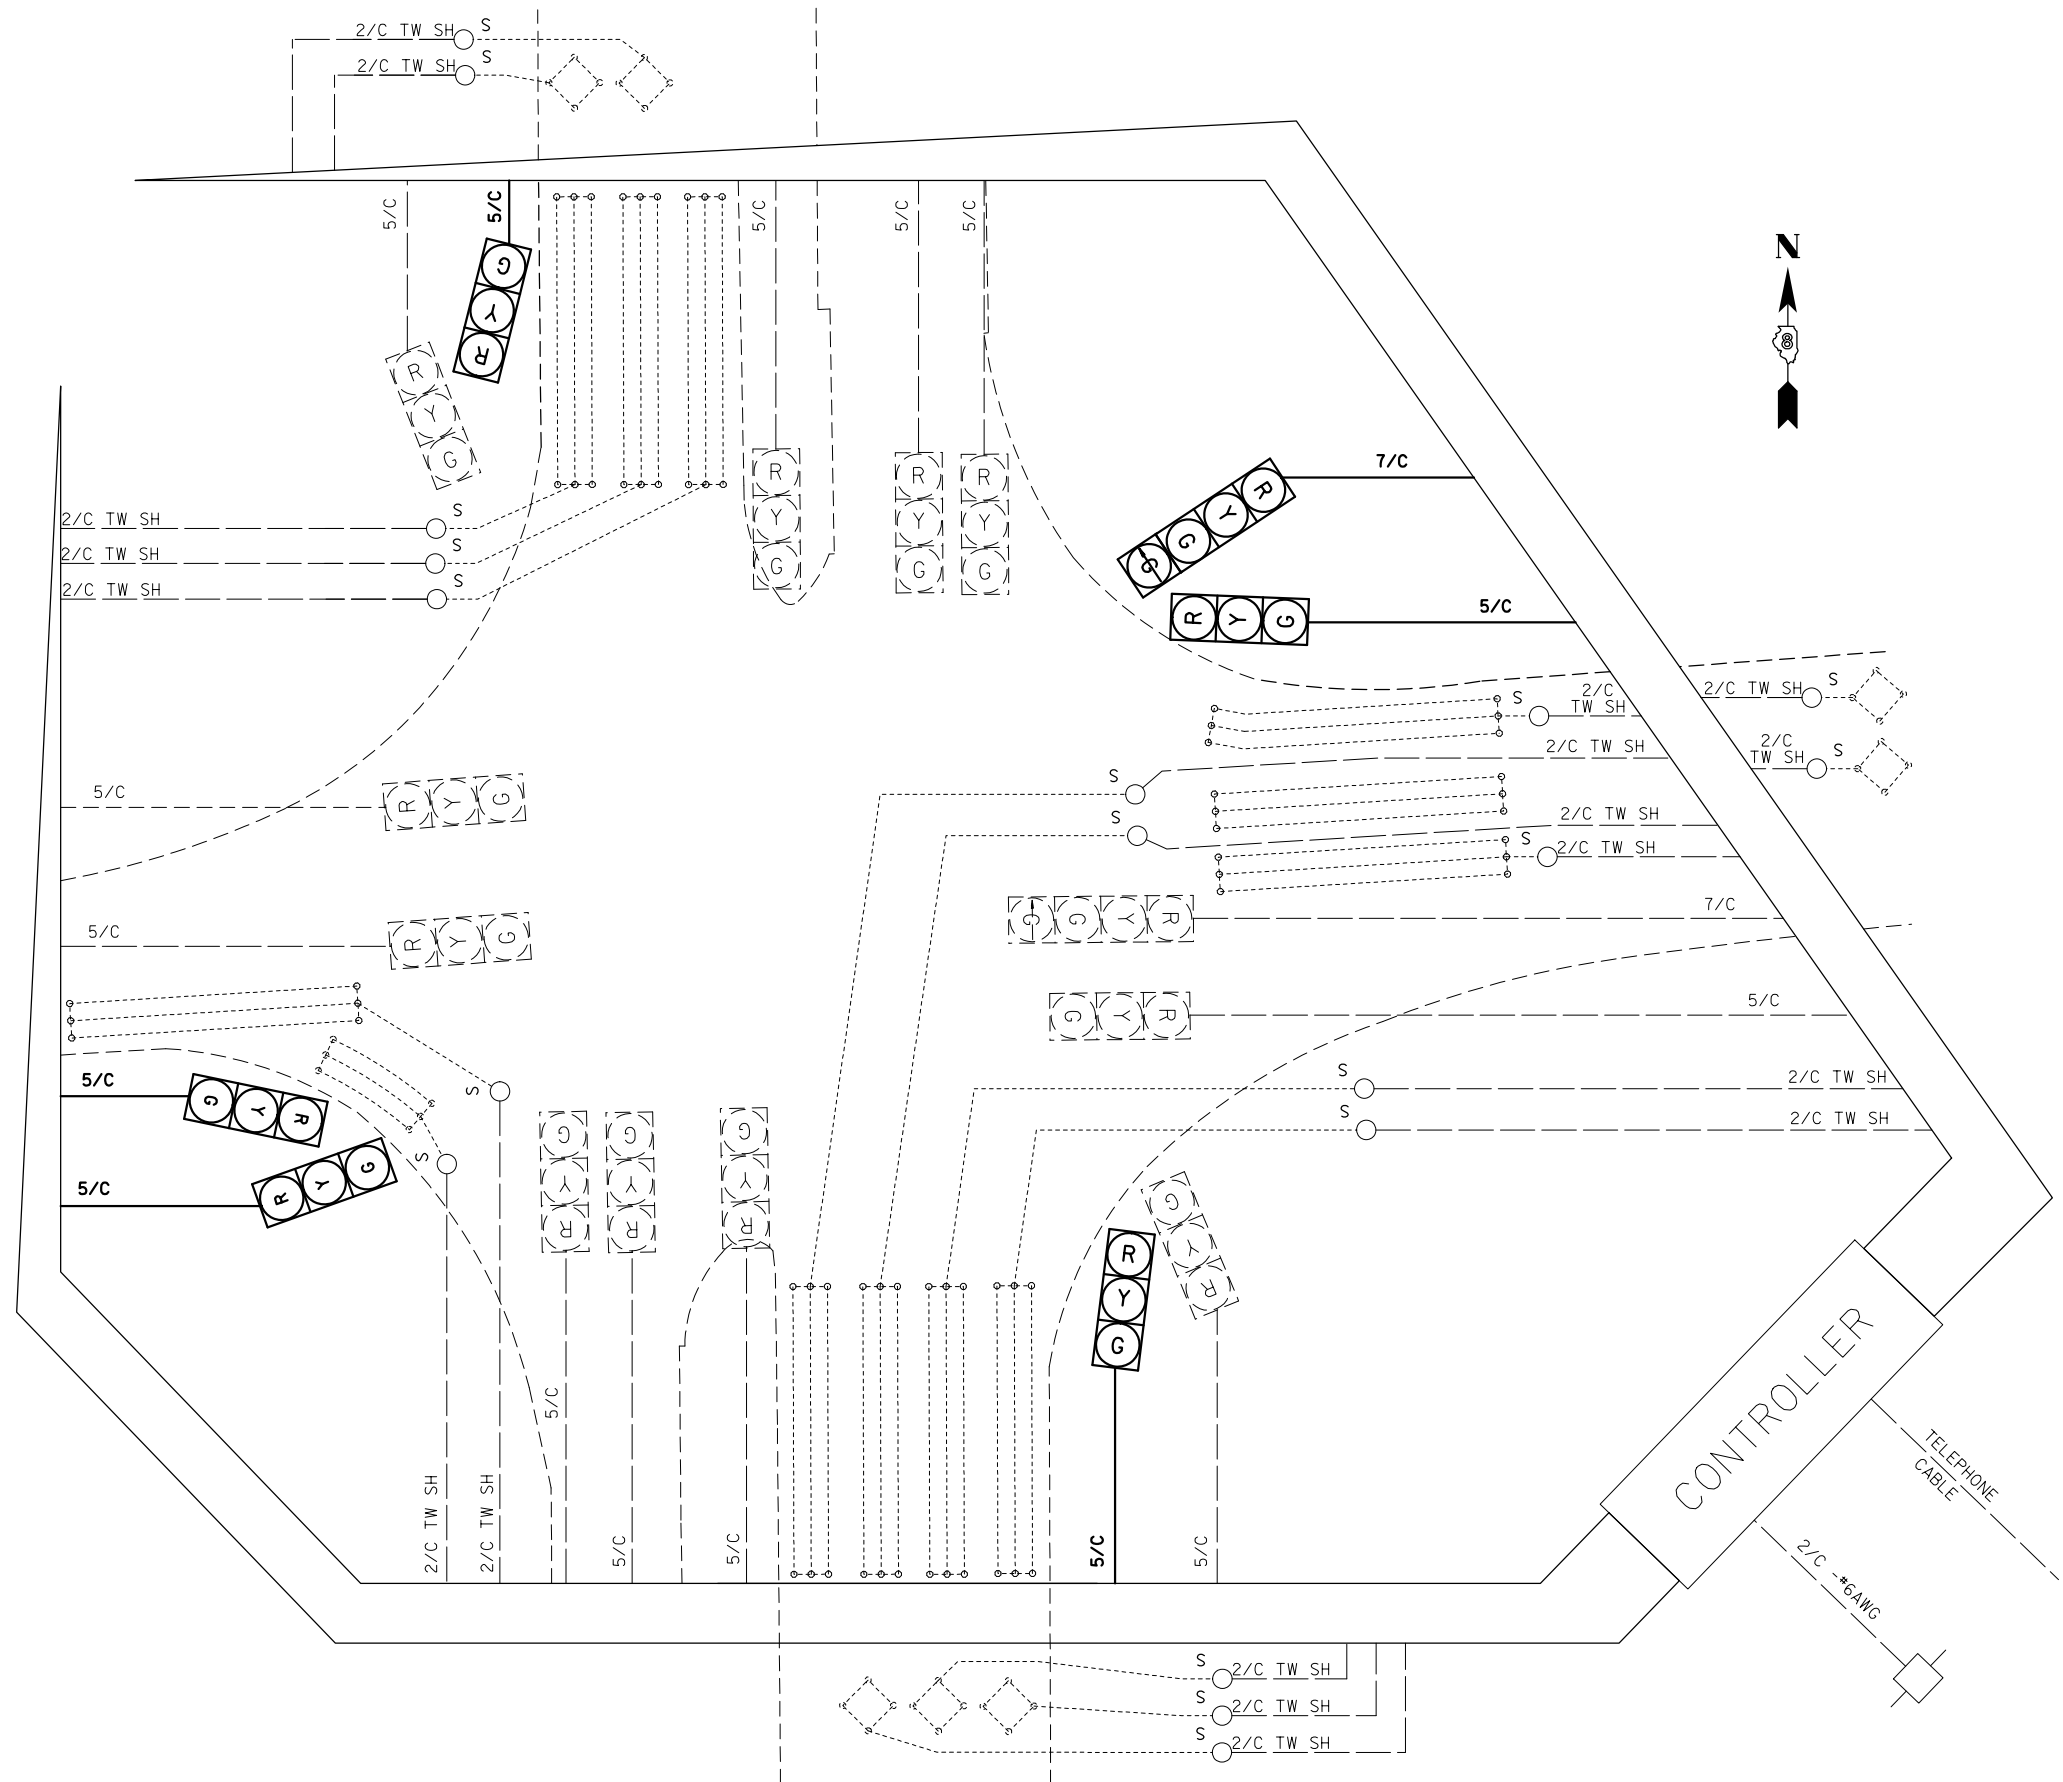 2/C TW SH S
2/C TW SH S
5/C
5/C
5/C
5/C
5/C
G
Y
R
R
Y
G
N
8
R
Y
G
R
Y
G
R
Y
G
7/C
R
Y
G
G
5/C
R Y G
2/C TW SH S
2/C TW SH S
2/C TW SH S
2/C
TW SH
S
2/C TW SH S
2/C
TW SH
S
2/C TW SH
S
S
2/C TW SH
S
2/C TW SH
5/C
R Y G
5/C
R Y G
7/C
G G Y R
5/C
G Y R
S
2/C TW SH
S
2/C TW SH
5/C
G Y R
5/C
R Y G
S
S
2/C TW SH
2/C TW SH
G
Y
R
5/C
G
Y
R
5/C
G
Y
R
5/C
R
Y
G
5/C
G
Y
R
5/C
CONTROLLER
TELEPHONE
CABLE
2/C -#6AWG
S
2/C TW SH
S
2/C TW SH
S
2/C TW SH